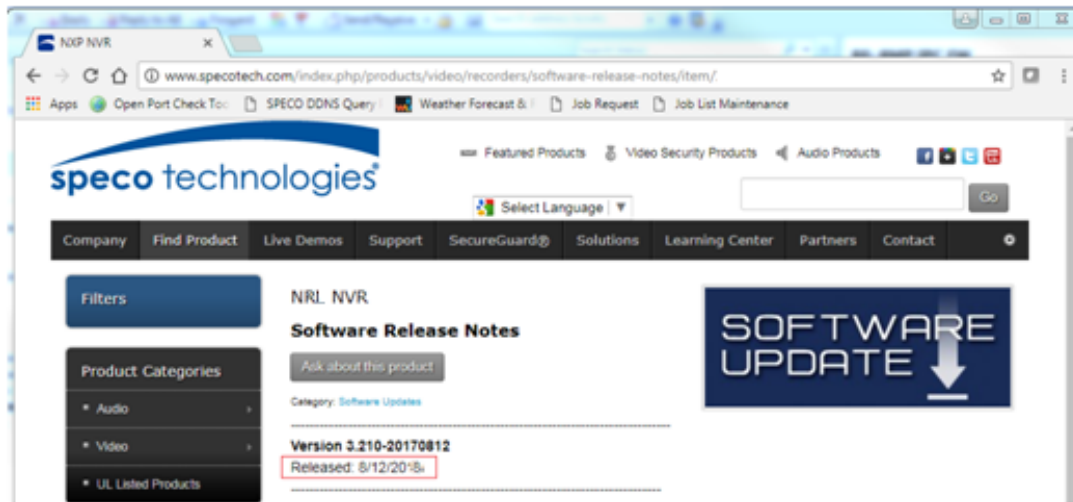 NXP NVR
www.specotech.com/index.php/products/video/recorders/software-release-notes/item/
Apps Open Port Check Too SPECO DDNS Query Weather Forecast & Job Request Job List Maintenance
Featured Products Video Security Products Audio Products
speco technologies®
Go
Select Language ▼
Company Find Product Live Demos Support SecureGuard® Solutions Learning Center Partners Contact
Filters
NRL NVR
Software Release Notes
SOFTWARE
UPDATE
Ask about this product
Product Categories
Category: Software Updates
Audio
Video
Version 3.210-20170812
Released: 8/12/2018
UL Listed Products